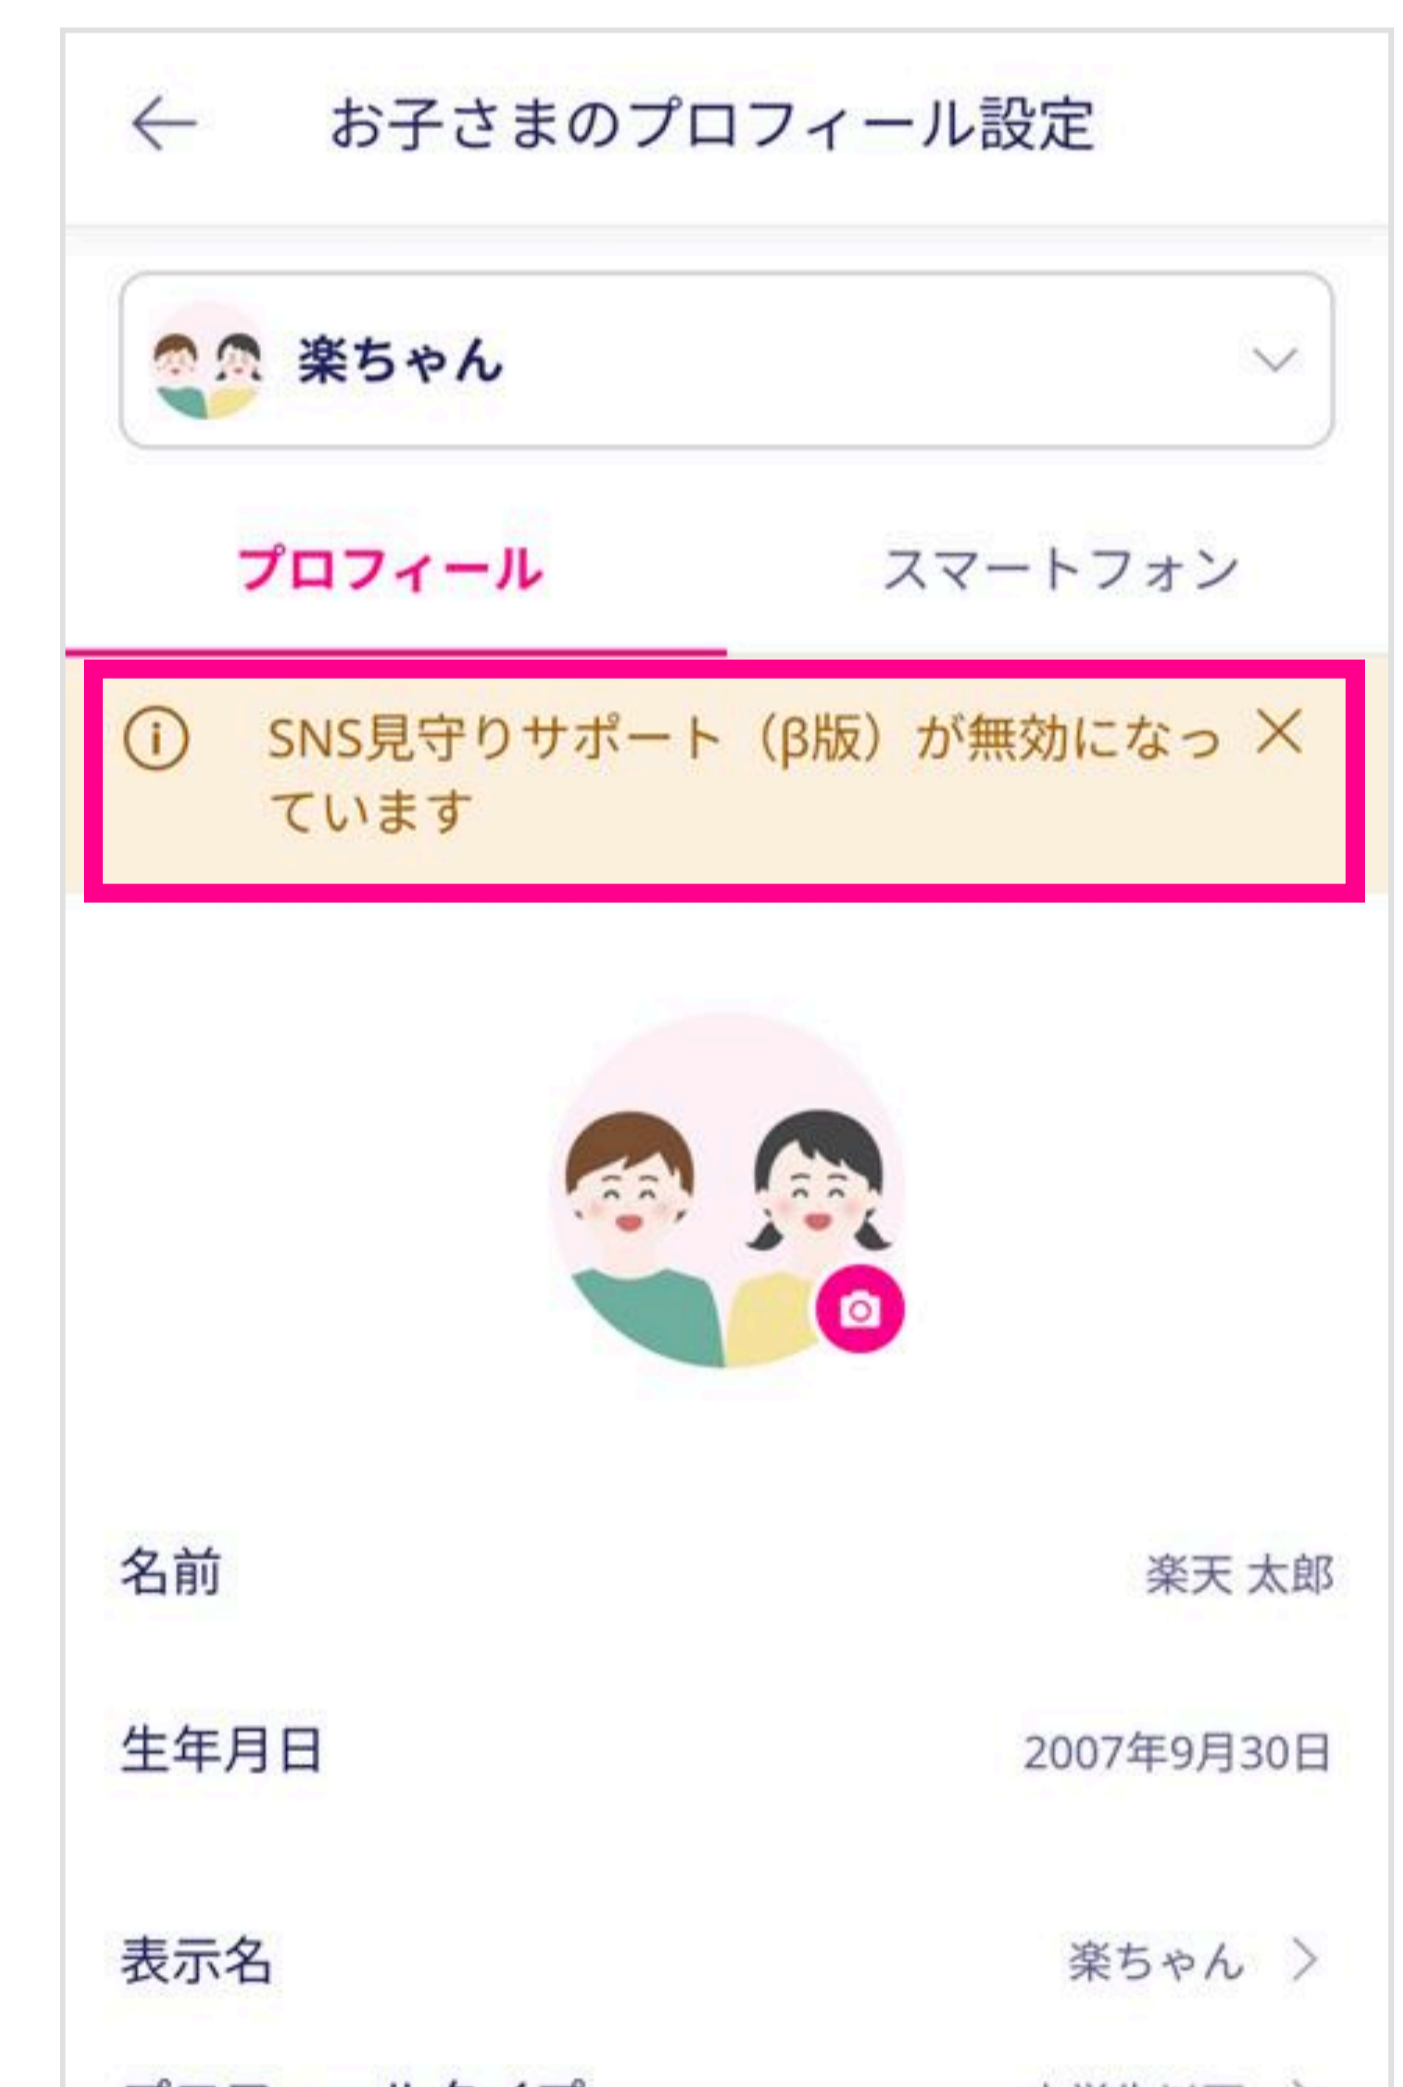 お子さまのプロフィール設定
楽ちゃん
プロフィール
スマートフォン
SNS見守りサポート（β版）が無効になっ
ています
名前
楽天 太郎
生年月日
2007年9月30日
表示名
楽ちゃん